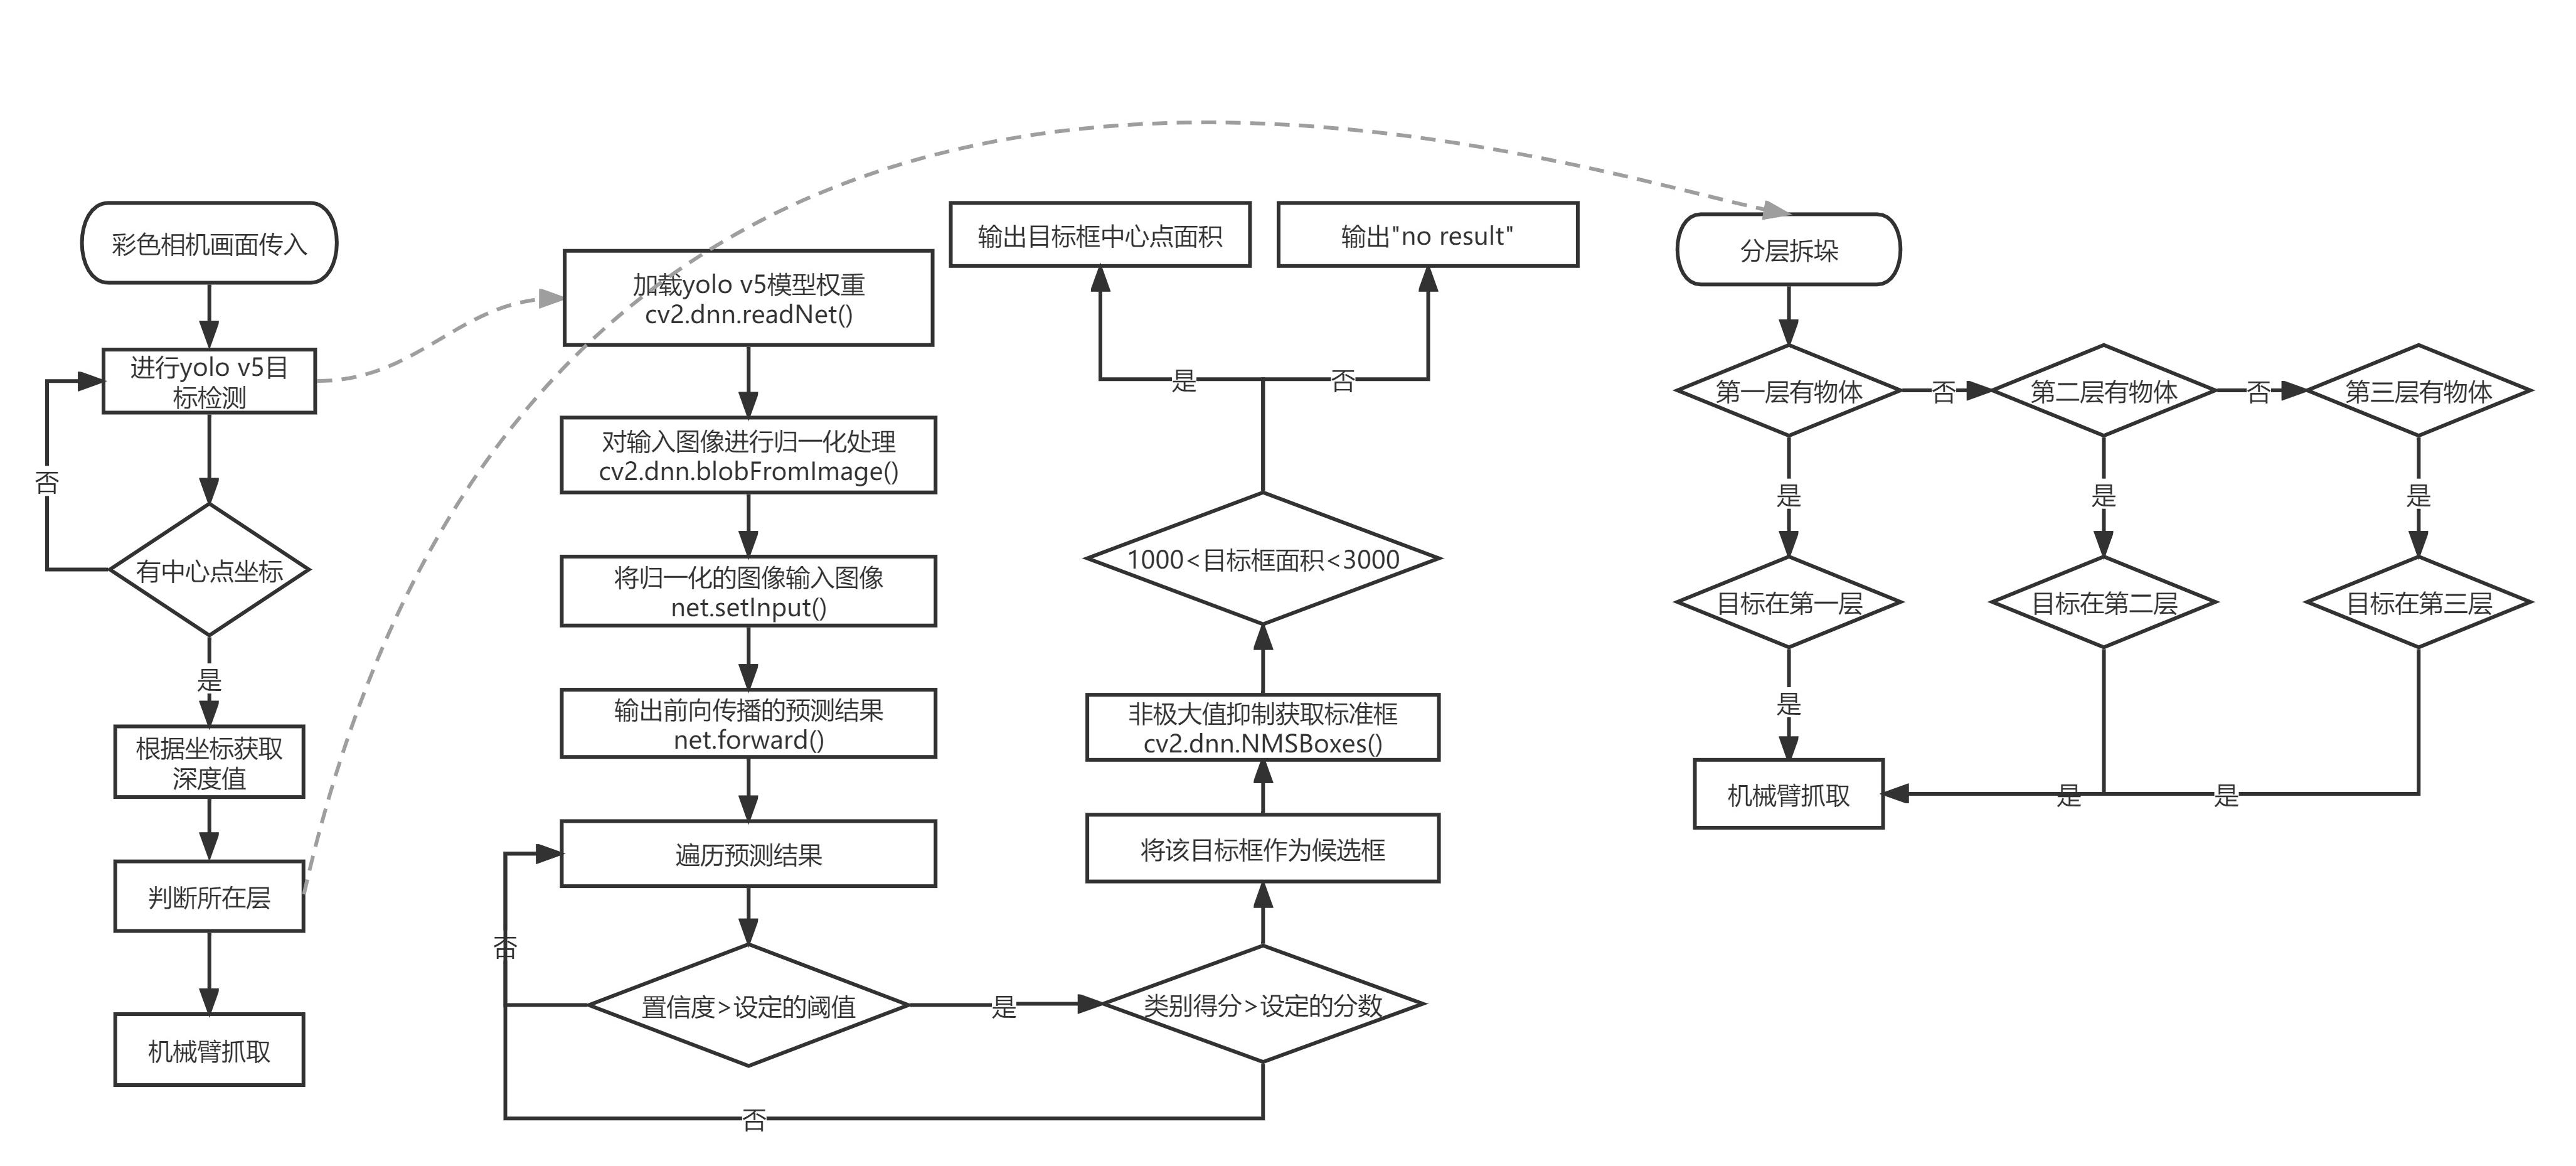 彩色相机画面传入
进行yolo v5目
标检测
否
有中心点坐标
是
根据坐标获取
深度值
判断所在层
机械臂抓取
加载yolo v5模型权重
cv2.dnn.readNet()
对输入图像进行归一化处理
cv2.dnn.blobFromImage()
将归一化的图像输入图像
net.setInput()
输出前向传播的预测结果
net.forward()
遍历预测结果
否
置信度>设定的阈值
是
类别得分>设定的分数
否
将该目标框作为候选框
非极大值抑制获取标准框
cv2.dnn.NMSBoxes()
1000<目标框面积<3000
是
否
输出目标框中心点面积
输出"no result"
分层拆垛
第一层有物体
否
第二层有物体
否
第三层有物体
是
是
是
目标在第一层
目标在第二层
目标在第三层
是
机械臂抓取
是
是